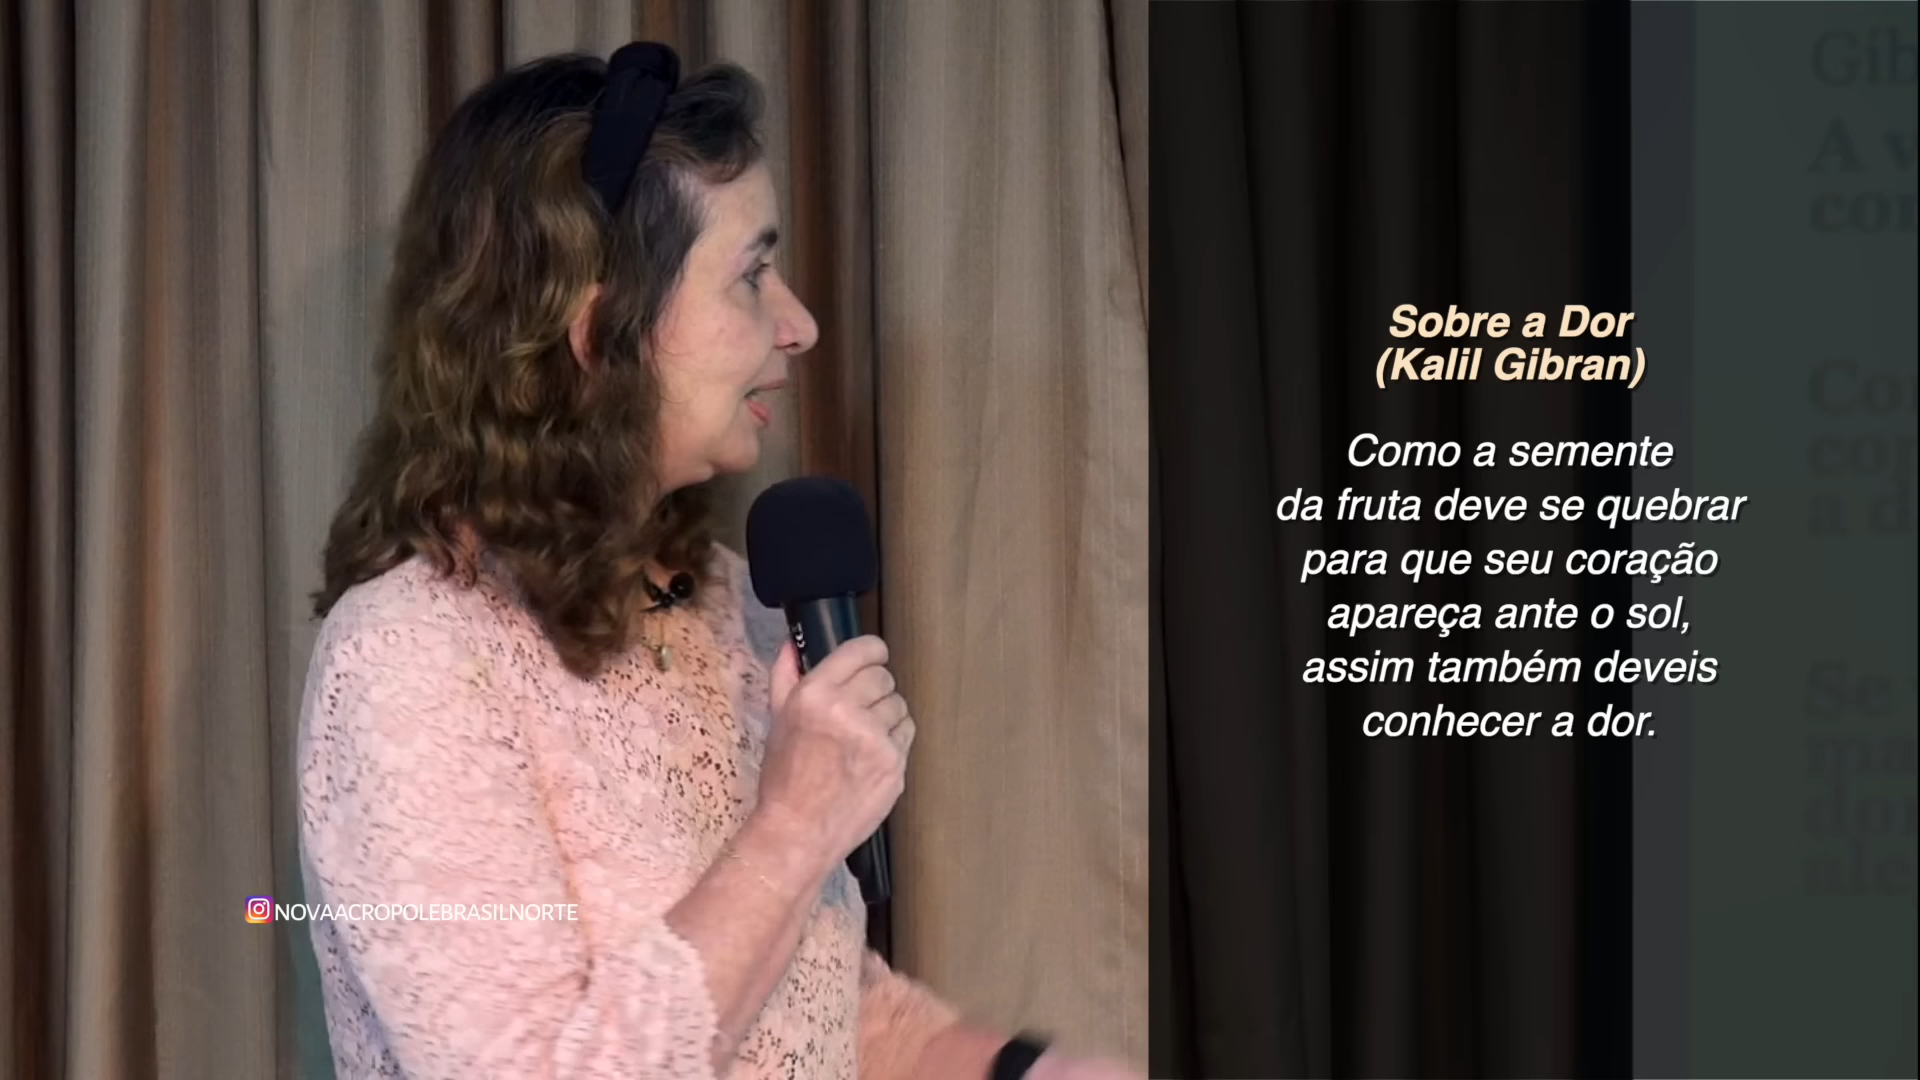 Sobre a Dor
(Kalil Gibran)
Como a semente
da fruta deve se quebrar
para que seu coração
apareça ante o sol,
assim também deveis
conhecer a dor.
NOVAACROPOLEBRASILNORTE